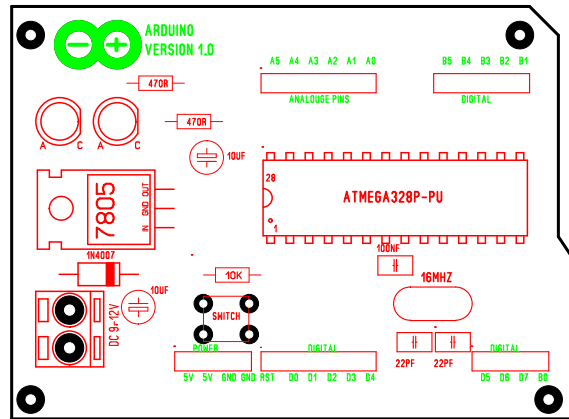 ARDUINO
VERSION 1.0
A5 A4 A3 A2 A1 A0
B5 B4 B3 B2 B1
ANALOUGE PINS
DIGITAL
470R
470R
A C
A C
10UF
7805
IN GND OUT
28
ATMEGA328P-PU
1
1N4007
100NF
10K
16MHZ
10UF
DC 9-12V
SWITCH
22PF
22PF
POWER
DIGITAL
DIGITAL
5V 5V GND GND
RST D0 D1 D2 D3 D4
D5 D6 D7 B0